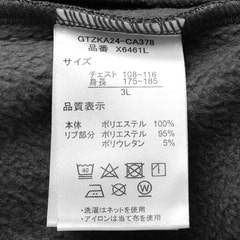 GTZKA24-CA378
品番 X6461L
サイズ
チェスト 108~116
身長 175~185
3L
品質表示
本体 ポリエステル 100%
リブ部分 ポリエステル 95%
ポリウレタン 5%
・洗濯はネットを使用
・アイロンは当て布を使用